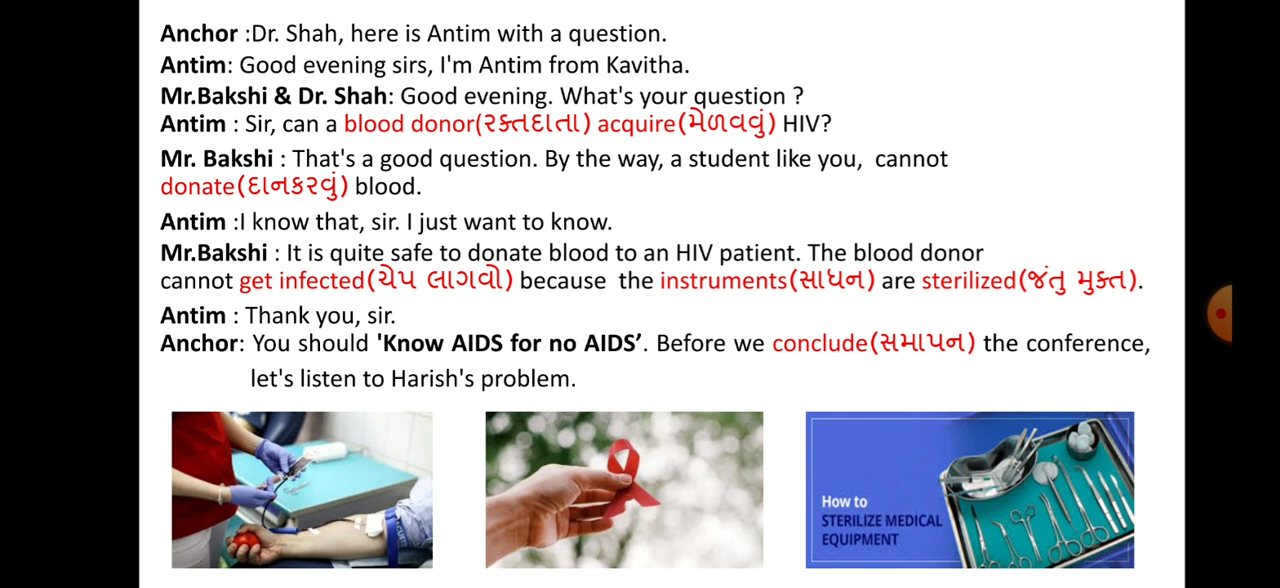 Anchor :Dr. Shah, here is Antim with a question.
Antim: Good evening sirs, I'm Antim from Kavitha.
Mr.Bakshi & Dr. Shah: Good evening. What's your question ?
Antim : Sir, can a blood donor(રક્તદાતા) acquire(મેળવવું) HIV?
Mr. Bakshi : That's a good question. By the way, a student like you, cannot
donate(દાનકરવું) blood.
Antim :I know that, sir. I just want to know.
Mr.Bakshi : It is quite safe to donate blood to an HIV patient. The blood donor
cannot get infected(ચેપ લાગવો) because the instruments(સાધન) are sterilized(જંતુ મુક્ત).
Antim : Thank you, sir.
Anchor: You should 'Know AIDS for no AIDS’. Before we conclude(સમાપન) the conference,
let's listen to Harish's problem.
How to
STERILIZE MEDICAL
EQUIPMENT